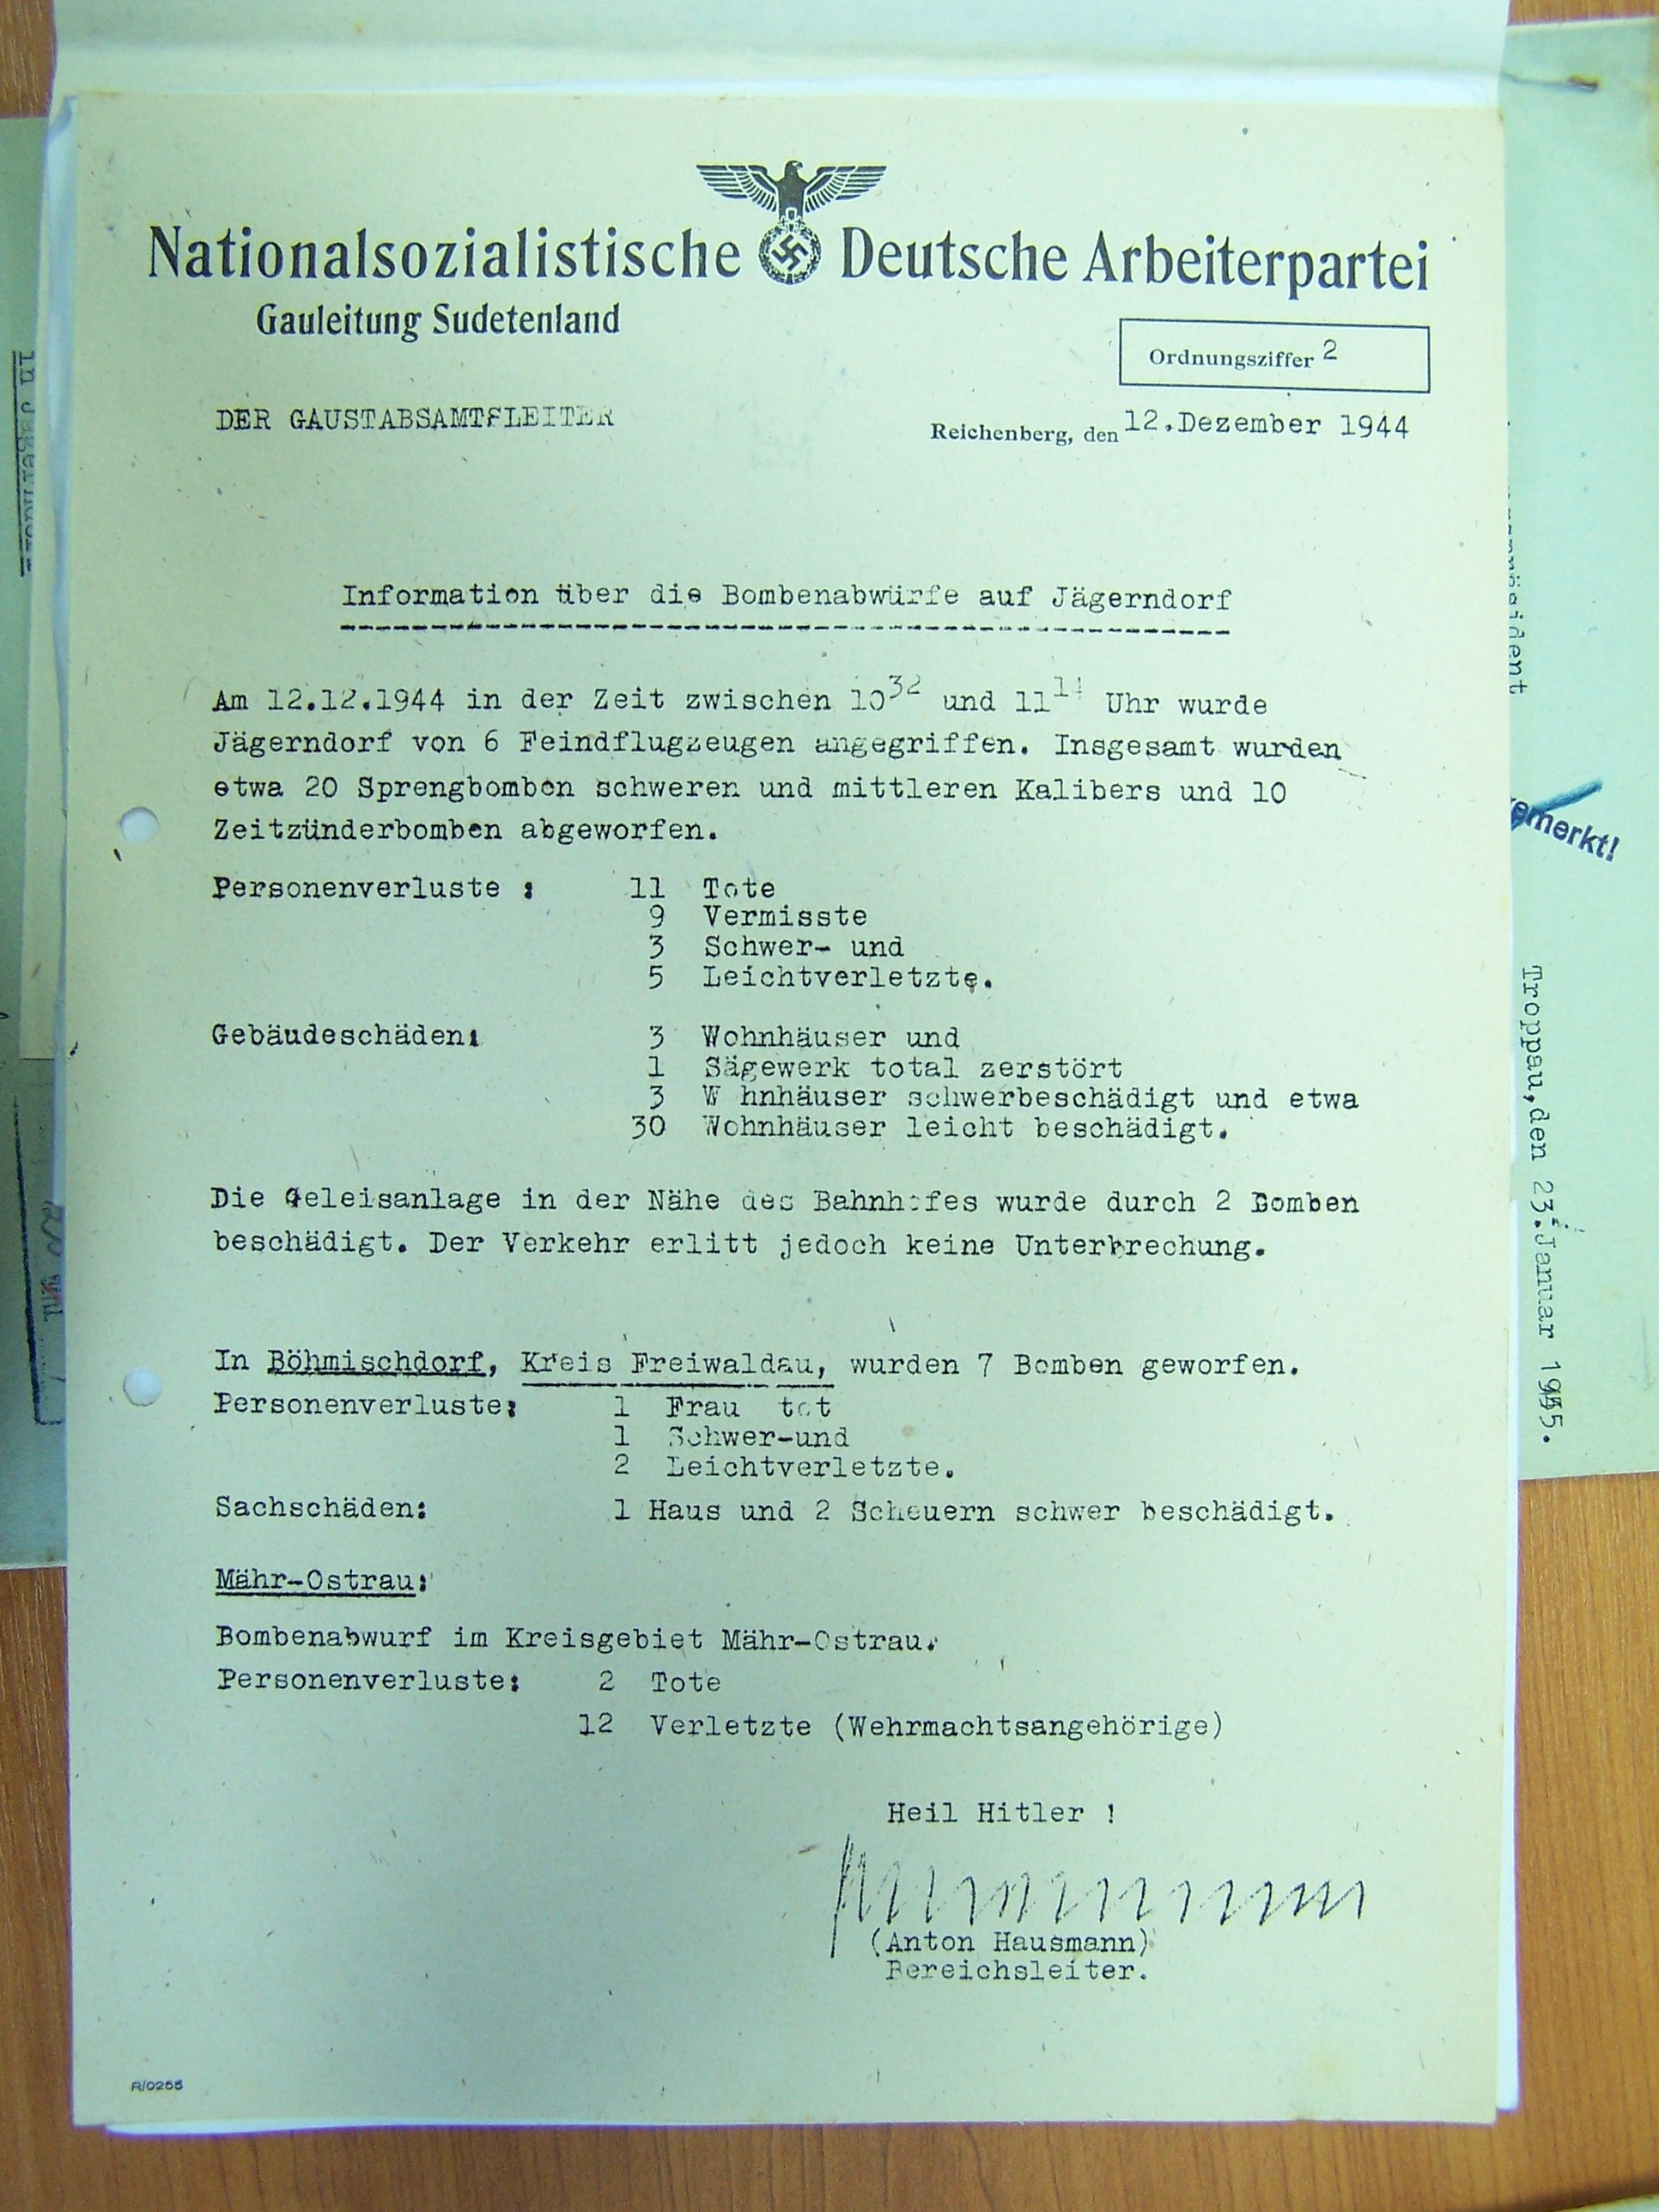 Nationalsozialistische Deutsche Arbeiterpartei
Gauleitung Sudetenland
Ordnungsziffer 2
DER GAUSTABSAMTSLEITER
Reichenberg, den 12.Dezember 1944
Information über die Bombenabwürfe auf Jägerndorf
Am 12.12.1944 in der Zeit zwischen 10³² und Uhr wurde
Jägerndorf von 6 Feindflugzeugen angegriffen. Insgesamt wurden
etwa 20 Sprengbomben schweren und mittleren Kalibers und 10
Zeitzünderbomben abgeworfen.
Personenverluste : 11 Tote
9 Vermisste
3 Schwer- und
5 Leichtverletzte.
Gebäudeschäden: 3 Wohnhäuser und
1 Sägewerk total zerstört
3 W hnhäuser schwerbeschädigt und etwa
30 Wohnhäuser leicht beschädigt.
Die Geleisanlage in der Nähe des Bahnhofes wurde durch 2 Bomben
beschädigt. Der Verkehr erlitt jedoch keine Unterbrechung.
In Böhmischdorf, Kreis Freiwaldau, wurden 7 Bomben geworfen.
Personenverluste: 1 Frau tot
1 Schwer-und
2 Leichtverletzte.
Sachschäden: 1 Haus und 2 Scheuern schwer beschädigt.
Mähr-Ostrau:
Bombenabwurf im Kreisgebiet Mähr-Ostrau.
Personenverluste: 2 Tote
12 Verletzte (Wehrmachtsangehörige)
Heil Hitler !
(Anton Hausmann)
Bereichsleiter.
R/0255
emerkt!
Troppau, den 23. Januar 1945.